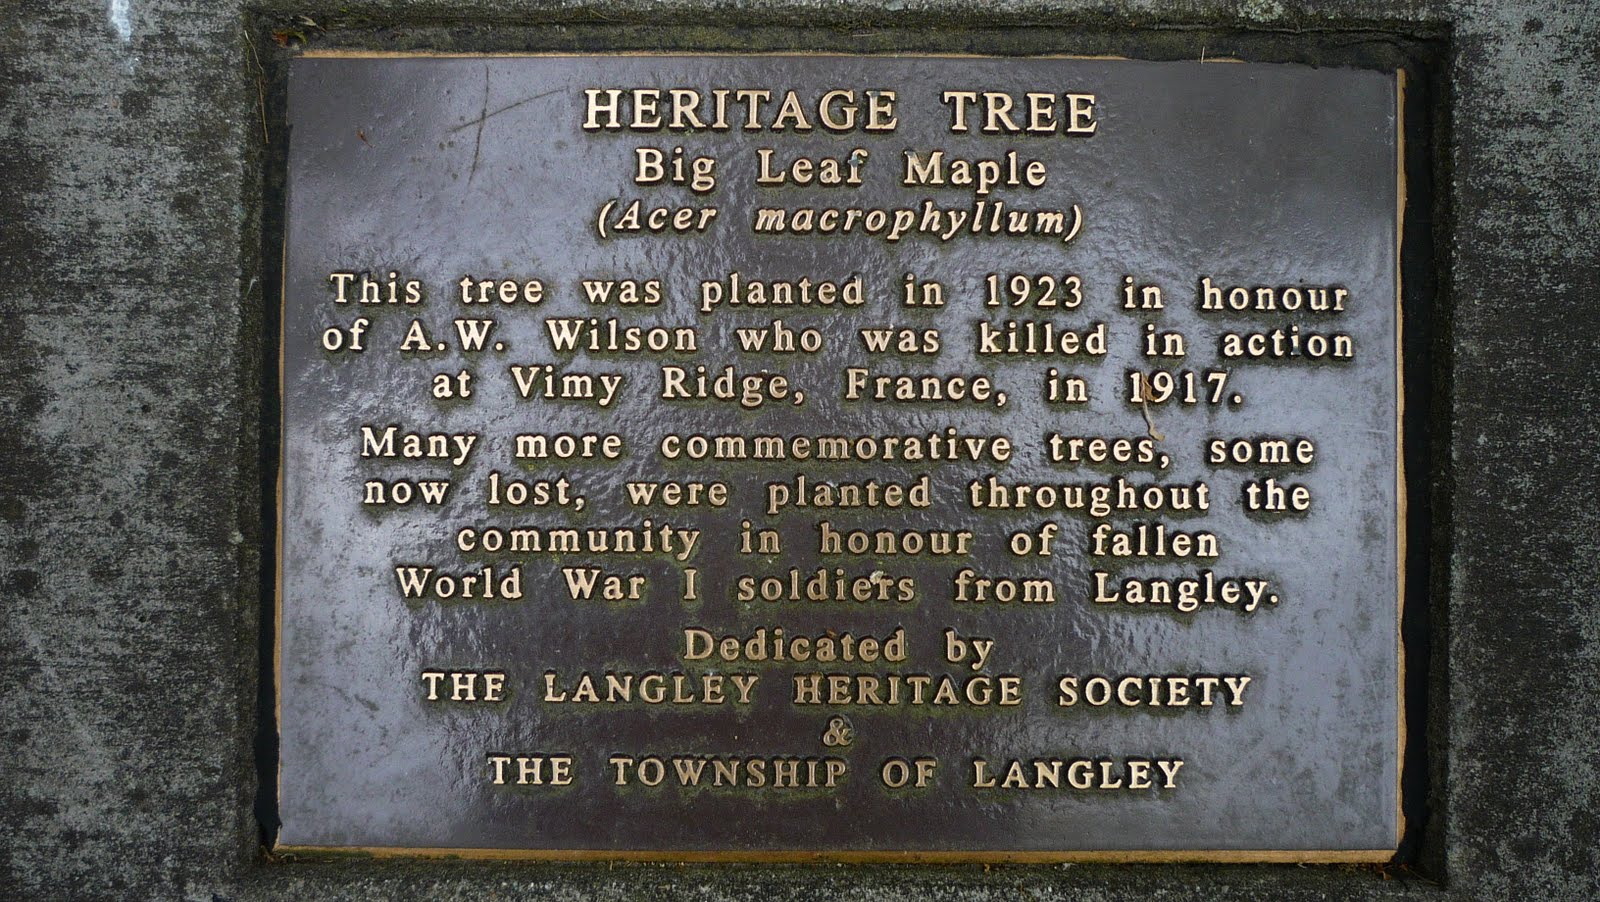 HERITAGE TREE
Big Leaf Maple
(Acer macrophyllum)
This tree was planted in 1923 in honour
of A.W. Wilson who was killed in action
at Vimy Ridge, France, in 1917.
Many more commemorative trees, some
now lost, were planted throughout the
community in honour of fallen
World War I soldiers from Langley.
Dedicated by
THE LANGLEY HERITAGE SOCIETY
&
THE TOWNSHIP OF LANGLEY